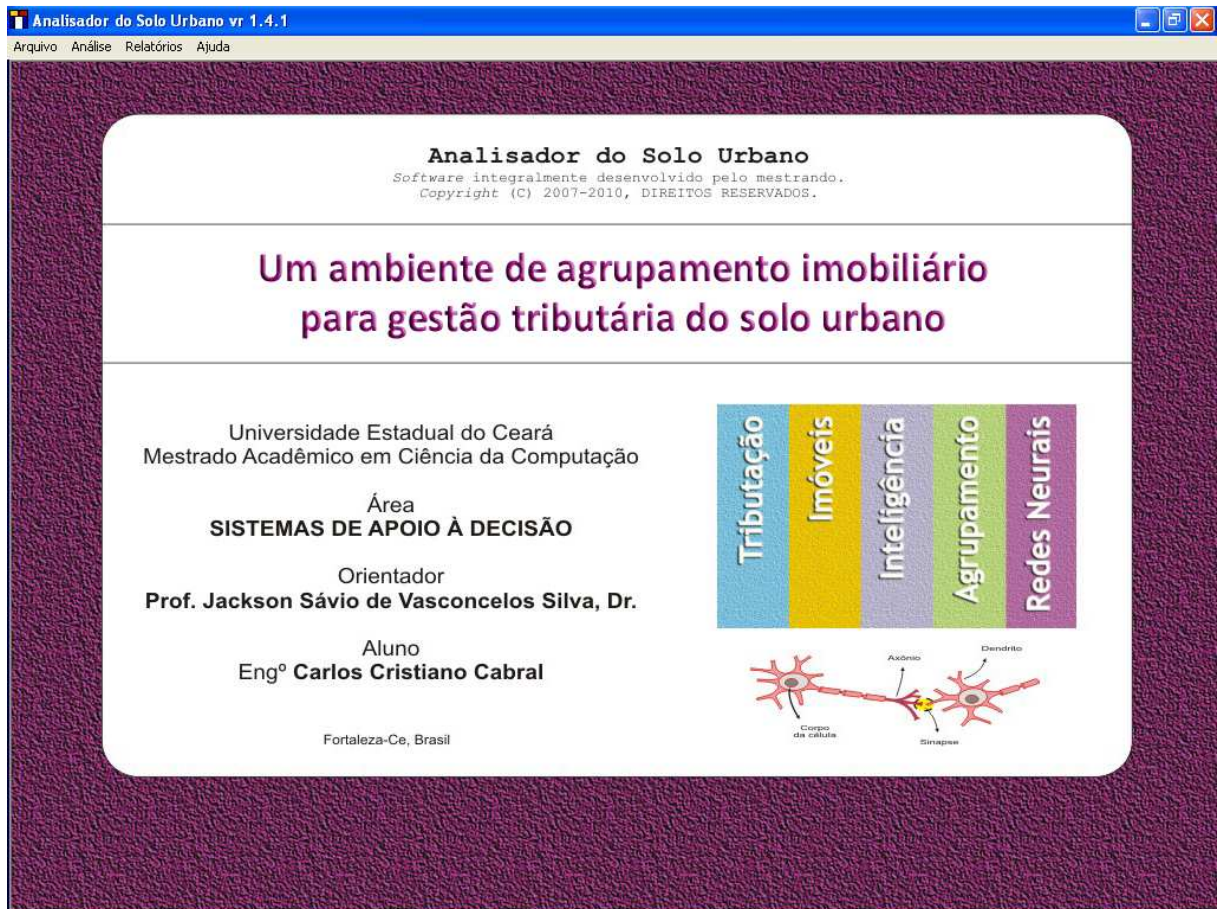 Analisador do Solo Urbano vr 1.4.1
Arquivo Análise Relatórios Ajuda
Analisador do Solo Urbano
Software integralmente desenvolvido pelo mestrando.
Copyright (C) 2007-2010, DIREITOS RESERVADOS.
Um ambiente de agrupamento imobiliário
para gestão tributária do solo urbano
Universidade Estadual do Ceará
Mestrado Acadêmico em Ciência da Computação
Área
SISTEMAS DE APOIO À DECISÃO
Orientador
Prof. Jackson Sávio de Vasconcelos Silva, Dr.
Aluno
Engº Carlos Cristiano Cabral
Fortaleza-Ce, Brasil
Tributação
Imóveis
Inteligência
Agrupamento
Redes Neurais
Dendrito
Axônio
Corpo
da célula
Sinapse